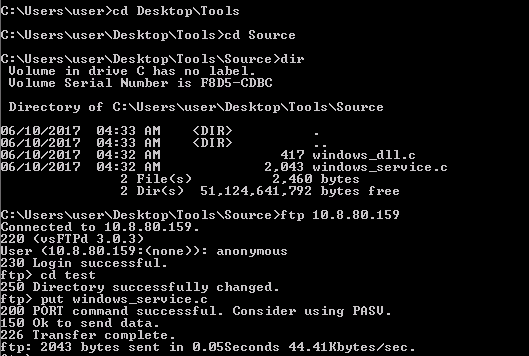 C:\Users\user>cd Desktop\Tools
C:\Users\user\Desktop\Tools>cd Source
C:\Users\user\Desktop\Tools\Source>dir
Volume in drive C has no label.
Volume Serial Number is F8D5-CDBC
Directory of C:\Users\user\Desktop\Tools\Source
06/10/2017 04:33 AM <DIR> .
06/10/2017 04:33 AM <DIR> ..
06/10/2017 04:32 AM 417 windows_dll.c
06/10/2017 04:32 AM 2,043 windows_service.c
2 File(s) 2,460 bytes
2 Dir(s) 51,124,641,792 bytes free
C:\Users\user\Desktop\Tools\Source>ftp 10.8.80.159
Connected to 10.8.80.159.
220 (vsFTPd 3.0.3)
User (10.8.80.159:(none)): anonymous
230 Login successful.
ftp> cd test
250 Directory successfully changed.
ftp> put windows_service.c
200 PORT command successful. Consider using PASV.
150 Ok to send data.
226 Transfer complete.
ftp: 2043 bytes sent in 0.05Seconds 44.41Kbytes/sec.
ftp>